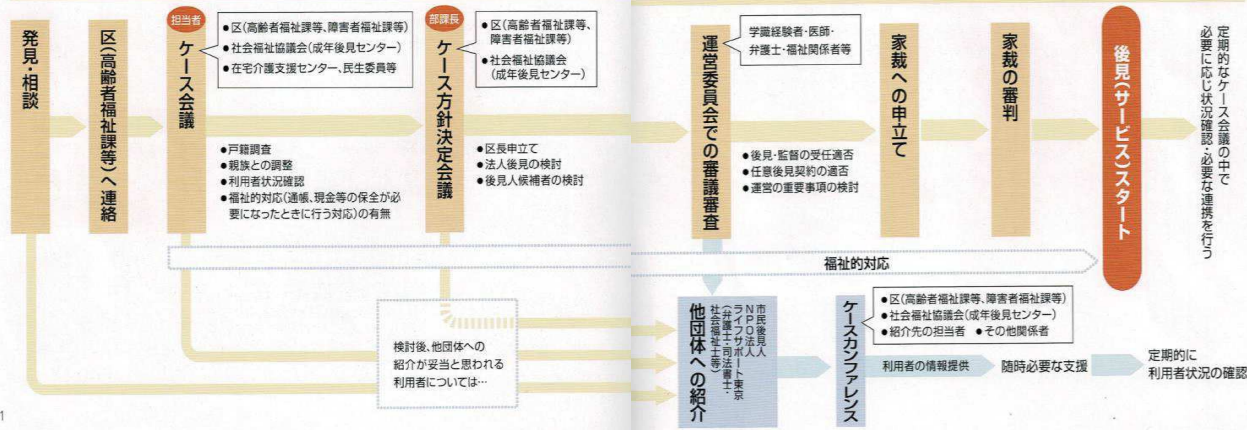 発見・相談
区(高齢者福祉課等)へ連絡
担当者
ケース会議
●区(高齢者福祉課等、障害者福祉課等)
●社会福祉協議会(成年後見センター)
●在宅介護支援センター、民生委員等
●戸籍調査
●親族との調整
●利用者状況確認
●福祉的対応(通帳、現金等の保全が必
要になったときに行う対応)の有無
部課長
ケース方針決定会議
●区(高齢者福祉課等、
障害者福祉課等)
●社会福祉協議会
(成年後見センター)
●区長申立て
●法人後見の検討
●後見人候補者の検討
運営委員会での審議審査
学識経験者・医師・
弁護士・福祉関係者等
●後見・監督の受任適否
●任意後見契約の適否
●運営の重要事項の検討
家裁への申立て
家裁の審判
後見(サービス)スタート
定期的なケース会議の中で
必要に応じ状況確認・必要な連携を行う
福祉的対応
検討後、他団体への
紹介が妥当と思われる
利用者については…
市民後見人
NPO法人
ライフサポート東京
(弁護士・司法書士・
社会福祉士等)
他団体への紹介
ケースカンファレンス
●区(高齢者福祉課等、障害者福祉課等)
●社会福祉協議会(成年後見センター)
●紹介先の担当者 ●その他関係者
利用者の情報提供
随時必要な支援
定期的に
利用者状況の確認
1